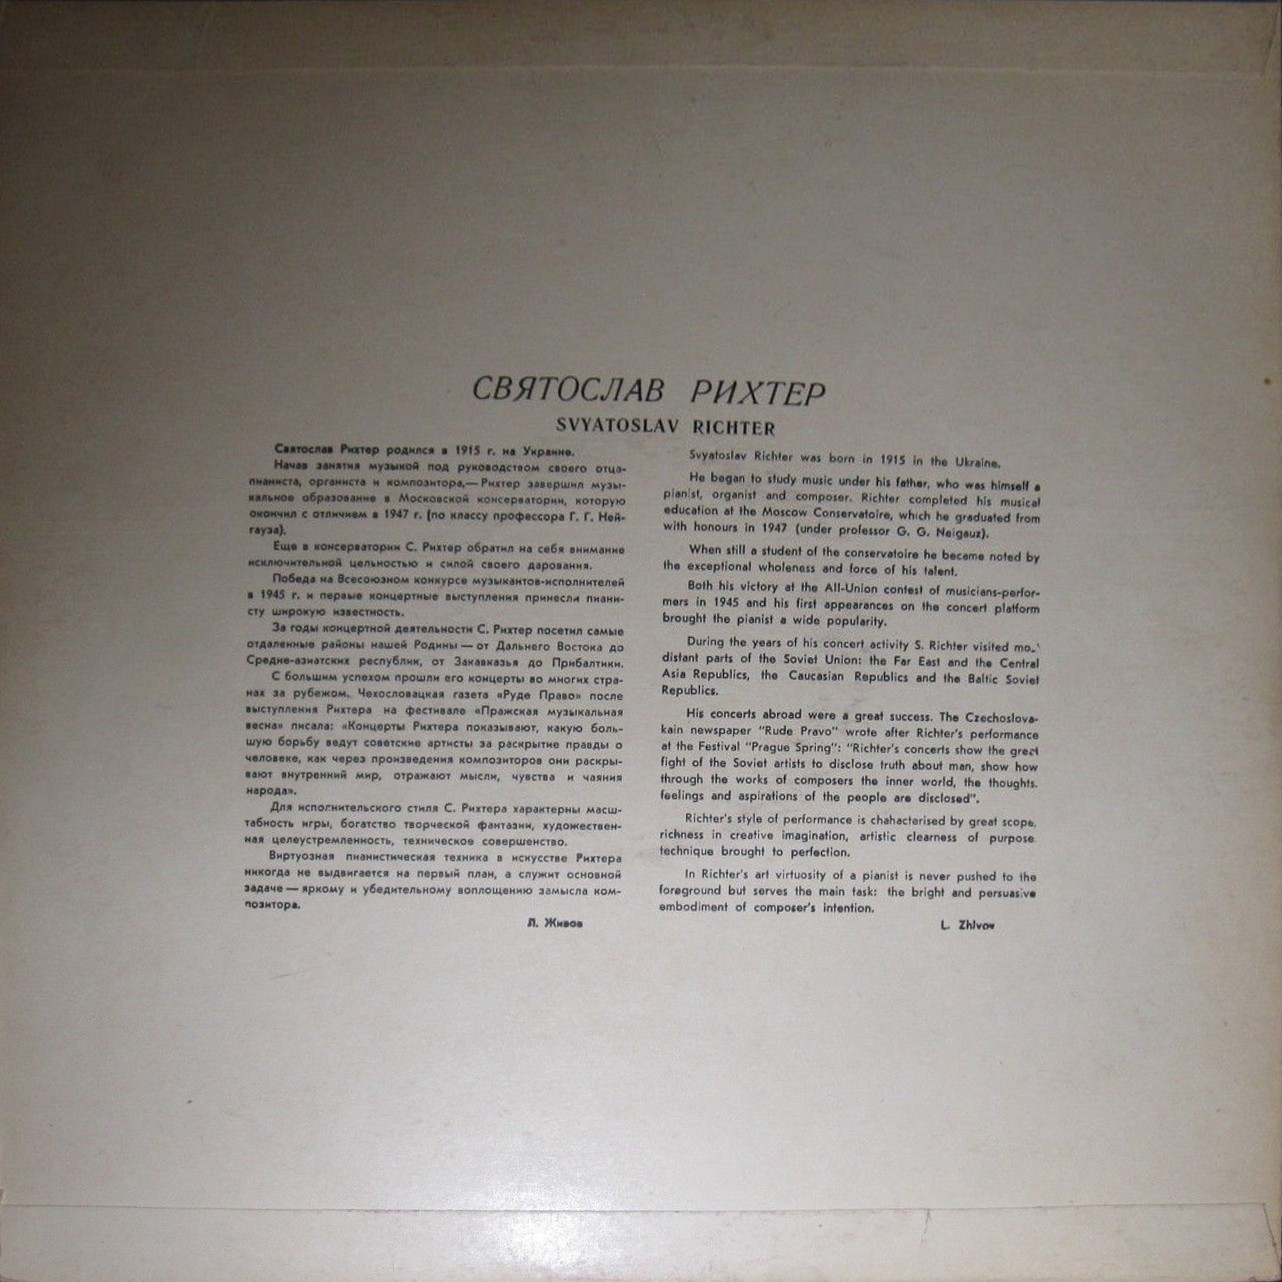 СВЯТОСЛАВ РИХТЕР
SVYATOSLAV RICHTER
Святослав Рихтер родился в 1915 г. на Украине.
Начав занятия музыкой под руководством своего отца-
пианиста, органиста и композитора,— Рихтер завершил музы-
кальное образование в Московской консерватории, которую
окончил с отличием в 1947 г. (по классу профессора Г. Г. Ней-
гауза).
Еще в консерватории С. Рихтер обратил на себя внимание
исключительной цельностью и силой своего дарования.
Победа на Всесоюзном конкурсе музыкантов-исполнителей
в 1945 г. и первые концертные выступления принесли пиани-
сту широкую известность.
За годы концертной деятельности С. Рихтер посетил самые
отдаленные районы нашей Родины — от Дальнего Востока до
Средне-азиатских республик, от Закавказья до Прибалтики.
С большим успехом прошли его концерты во многих стра-
нах за рубежом. Чехословацкая газета «Руде Право» после
выступления Рихтера на фестивале «Пражская музыкальная
весна» писала: «Концерты Рихтера показывают, какую боль-
шую борьбу ведут советские артисты за раскрытие правды о
человеке, как через произведения композиторов они раскры-
вают внутренний мир, отражают мысли, чувства и чаяния
народа».
Для исполнительского стиля С. Рихтера характерны масш-
табность игры, богатство творческой фантазии, художествен-
ная целеустремленность, техническое совершенство.
Виртуозная пианистическая техника в искусстве Рихтера
никогда не выдвигается на первый план, а служит основной
задаче — яркому и убедительному воплощению замысла ком-
позитора.
Л. Живов
Svyatoslav Richter was born in 1915 in the Ukraine.
He began to study music under his father, who was himself a
pianist, organist and composer. Richter completed his musical
education at the Moscow Conservatoire, which he graduated from
with honours in 1947 (under professor G. G. Neigauz).
When still a student of the conservatoire he became noted by
the exceptional wholeness and force of his talent.
Both his victory at the All-Union contest of musicians-perfor-
mers in 1945 and his first appearances on the concert platform
brought the pianist a wide popularity.
During the years of his concert activity S. Richter visited
distant parts of the Soviet Union: the Far East and the Central
Asia Republics, the Caucasian Republics and the Baltic Soviet
Republics.
His concerts abroad were a great success. The Czechoslova-
kain newspaper "Rude Pravo" wrote after Richter's performance
at the Festival "Prague Spring": "Richter's concerts show the great
fight of the Soviet artists to disclose truth about man, show how
through the works of composers the inner world, the thoughts.
feelings and aspirations of the people are disclosed".
Richter's style of performance is chahacterised by great scope,
richness in creative imagination, artistic clearness of purpose
technique brought to perfection.
In Richter's art virtuosity of a pianist is never pushed to the
foreground but serves the main task: the bright and persuasive
embodiment of composer's intention.
L. Zhivov